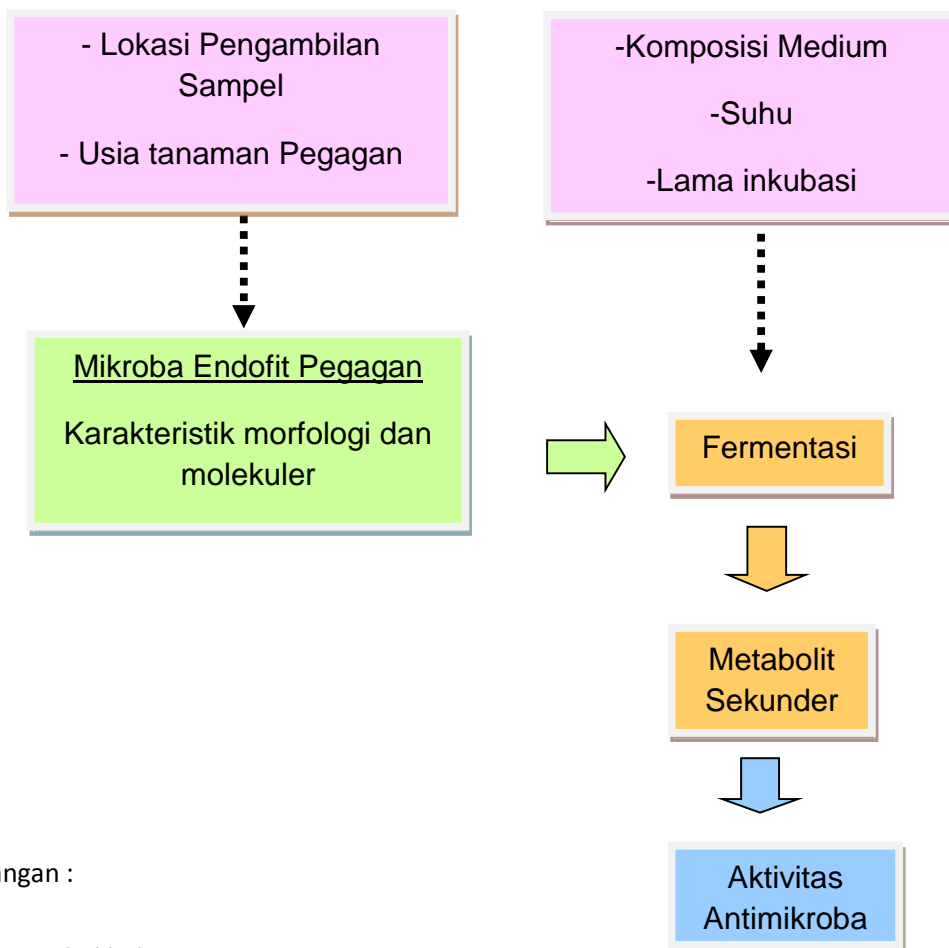 - Lokasi Pengambilan
Sampel
- Usia tanaman Pegagan
-Komposisi Medium
-Suhu
-Lama inkubasi
Mikroba Endofit Pegagan
Karakteristik morfologi dan
molekuler
Fermentasi
Metabolit
Sekunder
Aktivitas
Antimikroba
angan :